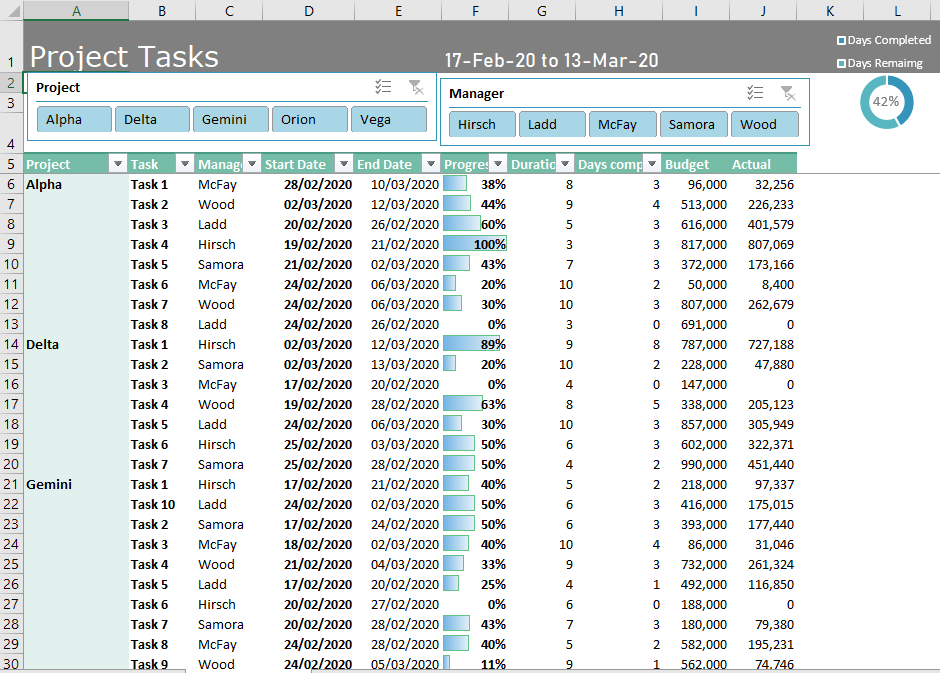 A B C D E F G H I J K L
1 Project Tasks 17-Feb-20 to 13-Mar-20 Days Completed
Days Remaimg
2 Project
Manager
3 Alpha Delta Gemini Orion Vega 42%
Hirsch Ladd McFay Samora Wood
4
5 Project Task Manag Start Date End Date Progres Duratic Days comp Budget Actual
6 Alpha Task 1 McFay 28/02/2020 10/03/2020 38% 8 3 96,000 32,256
7 Task 2 Wood 02/03/2020 12/03/2020 44% 9 4 513,000 226,233
8 Task 3 Ladd 20/02/2020 26/02/2020 60% 5 3 616,000 401,579
9 Task 4 Hirsch 19/02/2020 21/02/2020 100% 3 3 817,000 807,069
10 Task 5 Samora 21/02/2020 02/03/2020 43% 7 3 372,000 173,166
11 Task 6 McFay 24/02/2020 06/03/2020 20% 10 2 50,000 8,400
12 Task 7 Wood 24/02/2020 06/03/2020 30% 10 3 807,000 262,679
13 Task 8 Ladd 24/02/2020 26/02/2020 0% 3 0 691,000 0
14 Delta Task 1 Hirsch 02/03/2020 12/03/2020 89% 9 8 787,000 727,188
15 Task 2 Samora 02/03/2020 13/03/2020 20% 10 2 228,000 47,880
16 Task 3 McFay 17/02/2020 20/02/2020 0% 4 0 147,000 0
17 Task 4 Wood 19/02/2020 28/02/2020 63% 8 5 338,000 205,123
18 Task 5 Ladd 24/02/2020 06/03/2020 30% 10 3 857,000 305,949
19 Task 6 Hirsch 25/02/2020 03/03/2020 50% 6 3 602,000 322,371
20 Task 7 Samora 25/02/2020 28/02/2020 50% 4 2 990,000 451,440
21 Gemini Task 1 Hirsch 17/02/2020 21/02/2020 40% 5 2 218,000 97,337
22 Task 10 Ladd 24/02/2020 02/03/2020 50% 6 3 416,000 175,015
23 Task 2 Samora 17/02/2020 24/02/2020 50% 6 3 393,000 177,440
24 Task 3 McFay 18/02/2020 02/03/2020 40% 10 4 86,000 31,046
25 Task 4 Wood 21/02/2020 04/03/2020 33% 9 3 732,000 261,324
26 Task 5 Ladd 17/02/2020 20/02/2020 25% 4 1 492,000 116,850
27 Task 6 Hirsch 20/02/2020 27/02/2020 0% 6 0 188,000 0
28 Task 7 Samora 20/02/2020 28/02/2020 43% 7 3 180,000 79,380
29 Task 8 McFay 24/02/2020 28/02/2020 40% 5 2 582,000 195,231
30 Task 9 Wood 24/02/2020 05/03/2020 11% 9 1 562,000 74,746